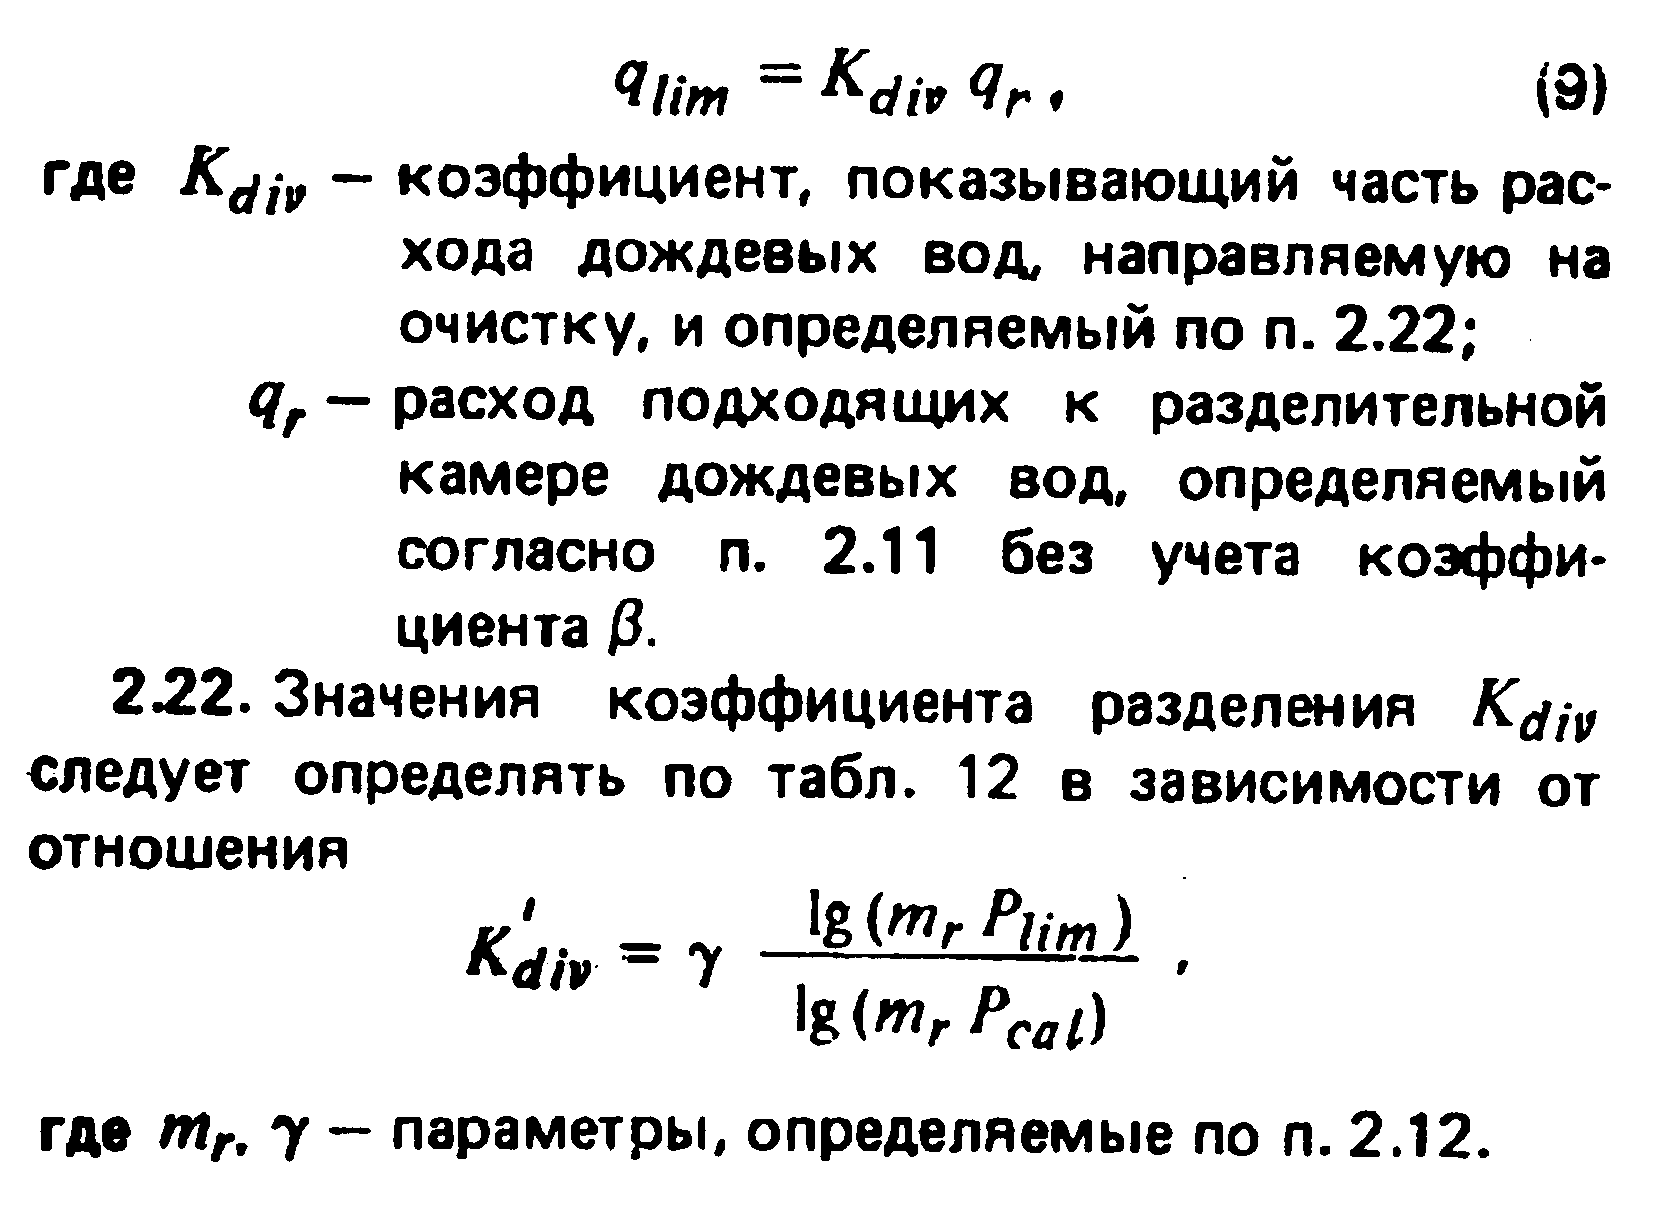 q_lim = K_div q_r , (9)
где K_div — коэффициент, показывающий часть рас-
хода дождевых вод, направляемую на
очистку, и определяемый по п. 2.22;
q_r — расход подходящих к разделительной
камере дождевых вод, определяемый
согласно п. 2.11 без учета коэффи-
циента β.
2.22. Значения коэффициента разделения K_div
следует определять по табл. 12 в зависимости от
отношения
K'_div = γ lg (m_r P_lim) / lg (m_r P_cal) ,
где m_r, γ — параметры, определяемые по п. 2.12.